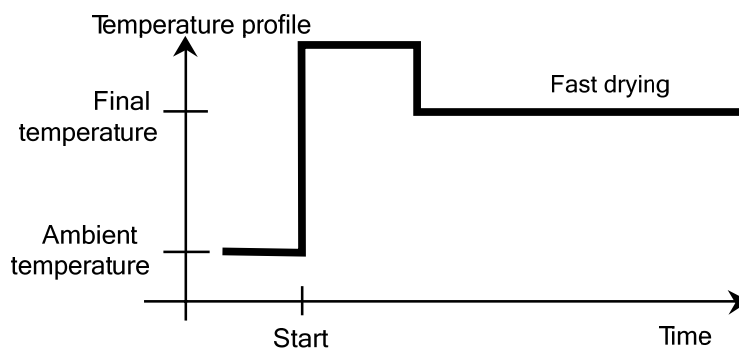 Temperature profile
Final
temperature
Fast drying
Ambient
temperature
Start
Time